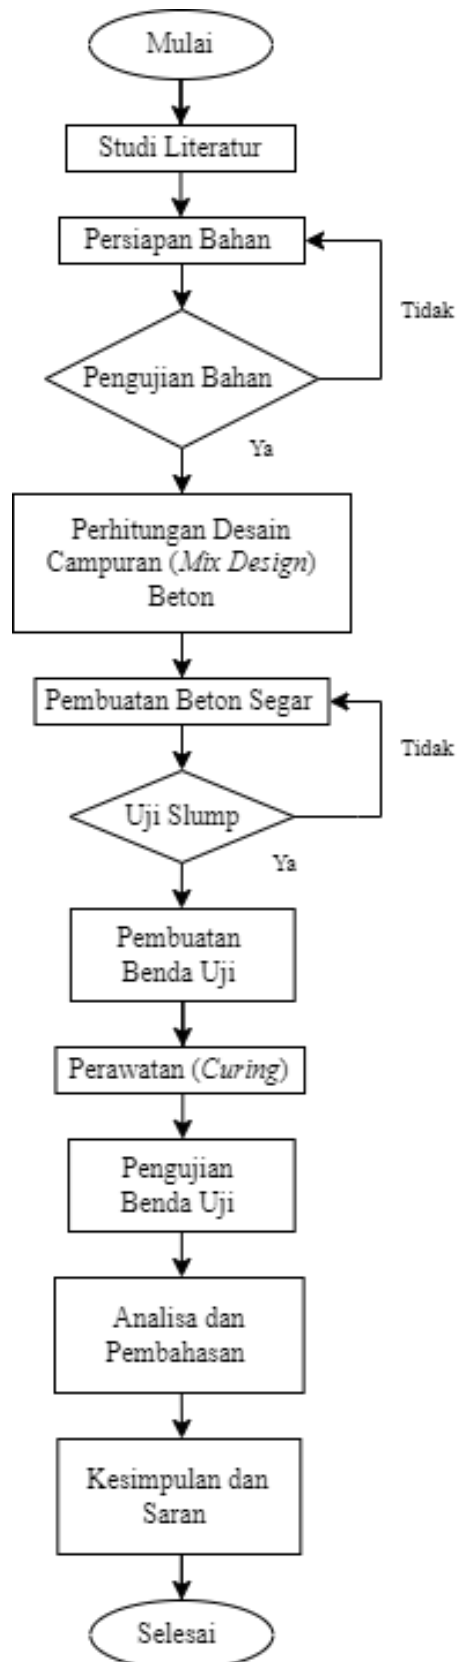 Mulai
Studi Literatur
Persiapan Bahan
Tidak
Pengujian Bahan
Ya
Perhitungan Desain
Campuran (Mix Design)
Beton
Pembuatan Beton Segar
Tidak
Uji Slump
Ya
Pembuatan
Benda Uji
Perawatan (Curing)
Pengujian
Benda Uji
Analisa dan
Pembahasan
Kesimpulan dan
Saran
Selesai